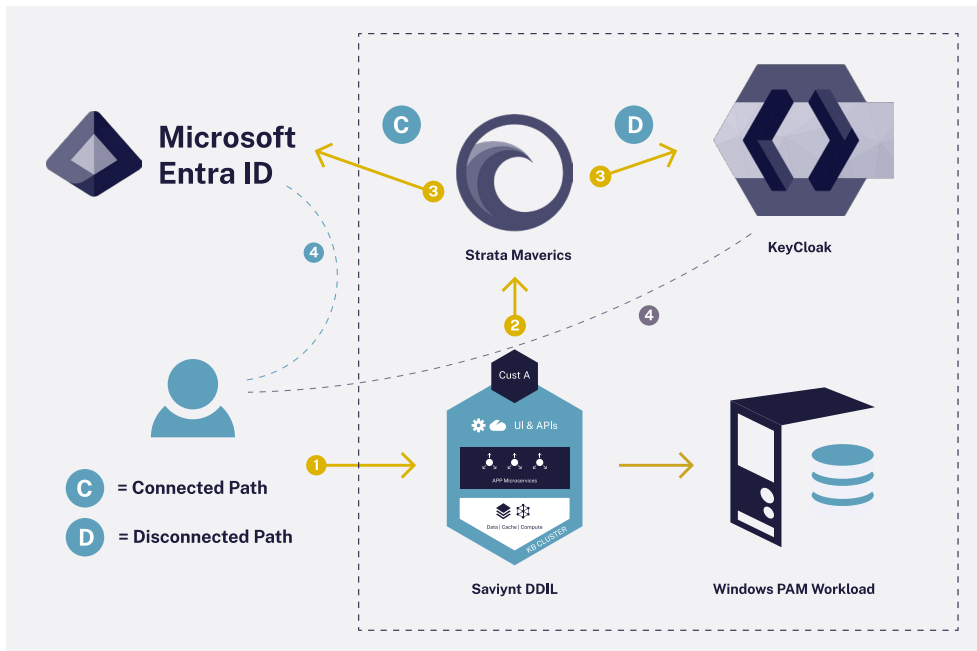 Microsoft
Entra ID
C
D
3
3
Strata Maverics
KeyCloak
4
4
2
Cust A
UI & APIs
APP Microservices
Data | Cache | Compute
KB CLUSTER
1
C = Connected Path
D = Disconnected Path
Saviynt DDIL
Windows PAM Workload